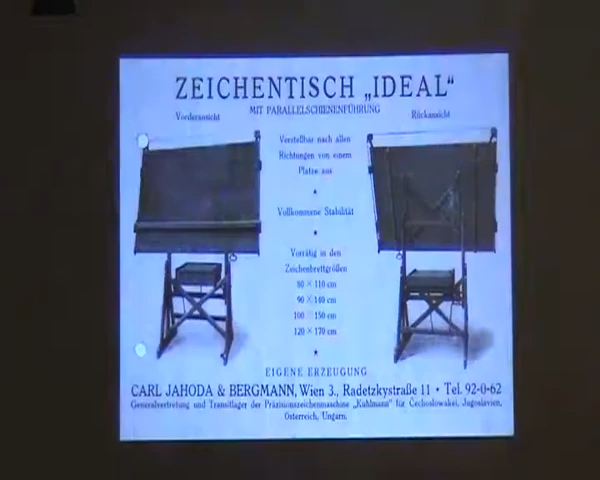 ZEICHENTISCH „IDEAL“
MIT PARALLELSCHIENENFÜHRUNG
Vorderansicht
Rückansicht
Verstellbar nach allen
Richtungen von einem
Platze aus
Vollkommene Stabilität
Vorrätig in den
Zeichenbrettgrößen
80 × 110 cm
90 × 140 cm
100 × 150 cm
120 × 170 cm
EIGENE ERZEUGUNG
CARL JAHODA & BERGMANN, Wien 3., Radetzkystraße 11 • Tel. 92-0-62
Generalvertretung und Transitlager der Präzisionszeichenmaschine „Kuhlmann“ für Čechoslowakei, Jugoslavien,
Österreich, Ungarn.